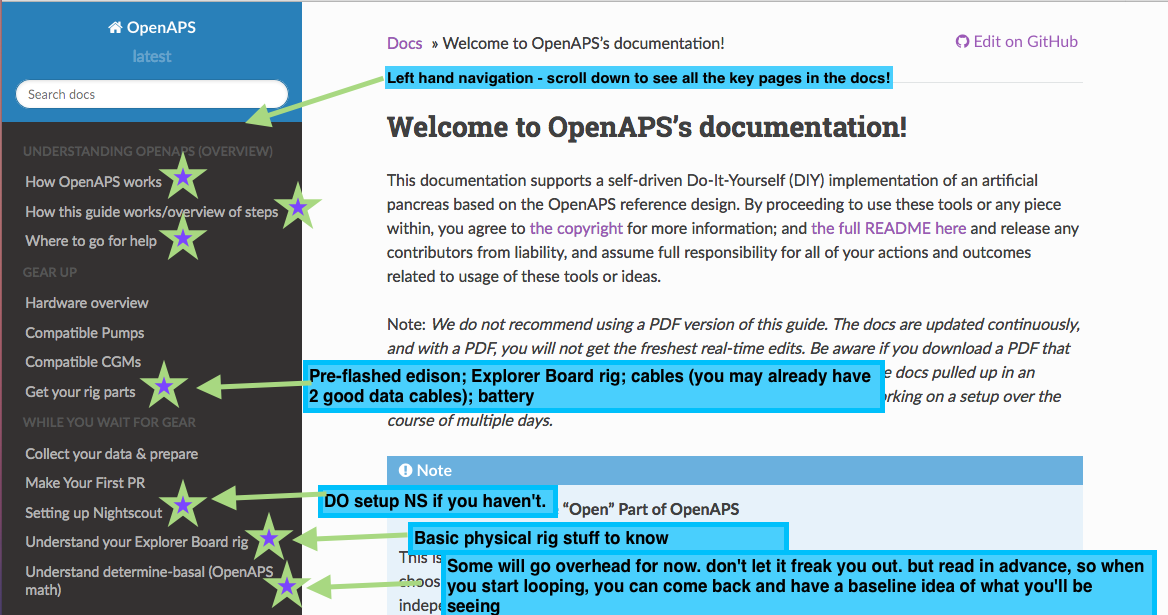 OpenAPS
latest
Search docs
UNDERSTANDING OPENAPS (OVERVIEW)
How OpenAPS works
How this guide works/overview of steps
Where to go for help
GEAR UP
Hardware overview
Compatible Pumps
Compatible CGMs
Get your rig parts
WHILE YOU WAIT FOR GEAR
Collect your data & prepare
Make Your First PR
Setting up Nightscout
Understand your Explorer Board rig
Understand determine-basal (OpenAPS
math)
Docs » Welcome to OpenAPS's documentation!
Edit on GitHub
Left hand navigation - scroll down to see all the key pages in the docs!
Welcome to OpenAPS's documentation!
This documentation supports a self-driven Do-It-Yourself (DIY) implementation of an artificial
pancreas based on the OpenAPS reference design. By proceeding to use these tools or any piece
within, you agree to the copyright for more information; and the full README here and release any
contributors from liability, and assume full responsibility for all of your actions and outcomes
related to usage of these tools or ideas.
Note: We do not recommend using a PDF version of this guide. The docs are updated continuously,
and with a PDF, you will not get the freshest real-time edits. Be aware if you download a PDF that
Pre-flashed edison; Explorer Board rig; cables (you may already have
2 good data cables); battery
e docs pulled up in an
orking on a setup over the
course of multiple days.
Note
DO setup NS if you haven't.
"Open" Part of OpenAPS
Basic physical rig stuff to know
This is
Some will go overhead for now. don't let it freak you out. but read in advance, so when
you start looping, you can come back and have a baseline idea of what you'll be
seeing
choos
indepe